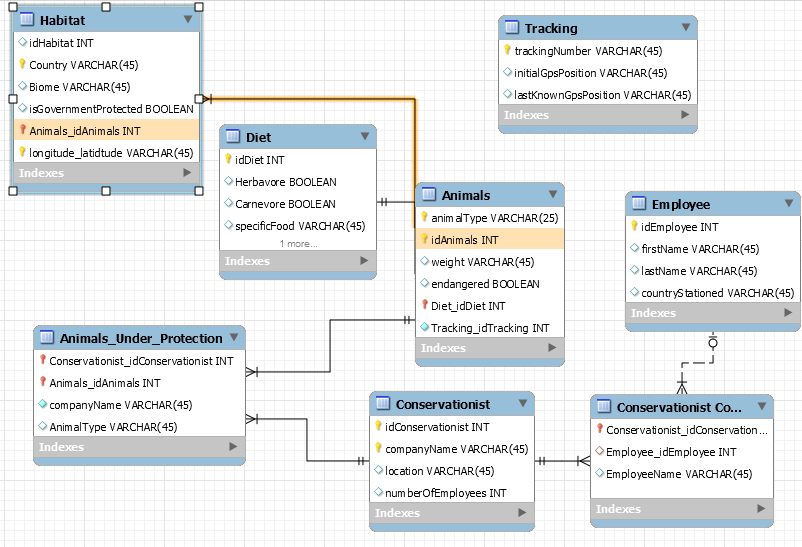 Habitat
idHabitat INT
Country VARCHAR(45)
Biome VARCHAR(45)
isGovernmentProtected BOOLEAN
Animals_idAnimals INT
longitude_latidtude VARCHAR(45)
Indexes
Tracking
trackingNumber VARCHAR(45)
initialGpsPosition VARCHAR(45)
lastKnownGpsPosition VARCHAR(45)
Indexes
Diet
idDiet INT
Herbavore BOOLEAN
Carnevore BOOLEAN
specificFood VARCHAR(45)
1 more...
Indexes
Animals
animalType VARCHAR(25)
idAnimals INT
weight VARCHAR(45)
endangered BOOLEAN
Diet_idDiet INT
Tracking_idTracking INT
Indexes
Employee
idEmployee INT
firstName VARCHAR(45)
lastName VARCHAR(45)
countryStationed VARCHAR(45)
Indexes
Animals_Under_Protection
Conservationist_idConservationist INT
Animals_idAnimals INT
companyName VARCHAR(45)
AnimalType VARCHAR(45)
Indexes
Conservationist
idConservationist INT
companyName VARCHAR(45)
location VARCHAR(45)
numberOfEmployees INT
Indexes
Conservationist Co...
Conservationist_idConservation ...
Employee_idEmployee INT
EmployeeName VARCHAR(45)
Indexes